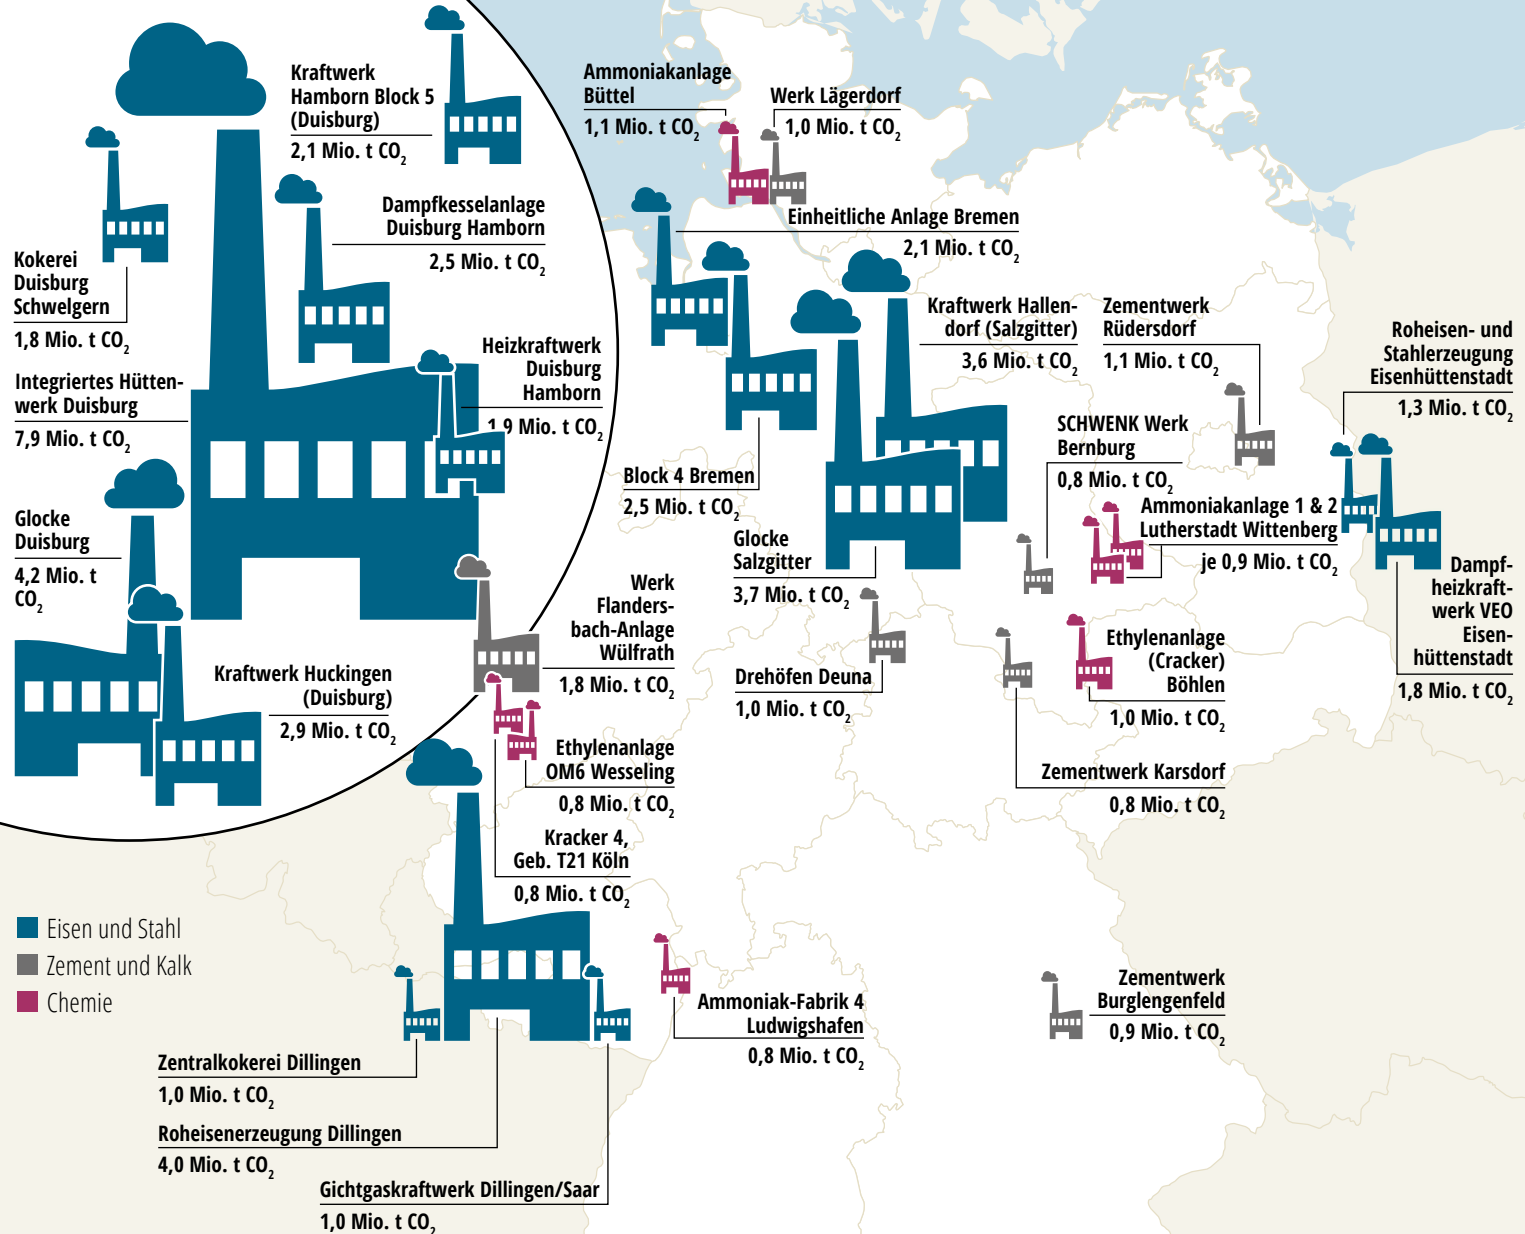 Kraftwerk
Hamborn Block 5
(Duisburg)
2,1 Mio. t CO₂
Dampfkesselanlage
Duisburg Hamborn
2,5 Mio. t CO₂
Kokerei
Duisburg
Schwelgern
1,8 Mio. t CO₂
Integriertes Hütten-
werk Duisburg
7,9 Mio. t CO₂
Heizkraftwerk
Duisburg
Hamborn
1,9 Mio. t CO₂
Glocke
Duisburg
4,2 Mio. t
CO₂
Kraftwerk Huckingen
(Duisburg)
2,9 Mio. t CO₂
Ammoniakanlage
Büttel
1,1 Mio. t CO₂
Werk Lägerdorf
1,0 Mio. t CO₂
Einheitliche Anlage Bremen
2,1 Mio. t CO₂
Kraftwerk Hallen-
dorf (Salzgitter)
3,6 Mio. t CO₂
Zementwerk
Rüdersdorf
1,1 Mio. t CO₂
Roheisen- und
Stahlerzeugung
Eisenhüttenstadt
1,3 Mio. t CO₂
SCHWENK Werk
Bernburg
0,8 Mio. t CO₂
Block 4 Bremen
2,5 Mio. t CO₂
Ammoniakanlage 1 & 2
Lutherstadt Wittenberg
je 0,9 Mio. t CO₂
Glocke
Salzgitter
3,7 Mio. t CO₂
Dampf-
heizkraft-
werk VEO
Eisen-
hüttenstadt
1,8 Mio. t CO₂
Werk
Flanders-
bach-Anlage
Wülfrath
1,8 Mio. t CO₂
Drehöfen Deuna
1,0 Mio. t CO₂
Ethylenanlage
(Cracker)
Böhlen
1,0 Mio. t CO₂
Ethylenanlage
OM6 Wesseling
0,8 Mio. t CO₂
Zementwerk Karsdorf
0,8 Mio. t CO₂
Kracker 4,
Geb. T21 Köln
0,8 Mio. t CO₂
Eisen und Stahl
Zement und Kalk
Chemie
Ammoniak-Fabrik 4
Ludwigshafen
0,8 Mio. t CO₂
Zementwerk
Burglengenfeld
0,9 Mio. t CO₂
Zentralkokerei Dillingen
1,0 Mio. t CO₂
Roheisenerzeugung Dillingen
4,0 Mio. t CO₂
Gichtgaskraftwerk Dillingen/Saar
1,0 Mio. t CO₂